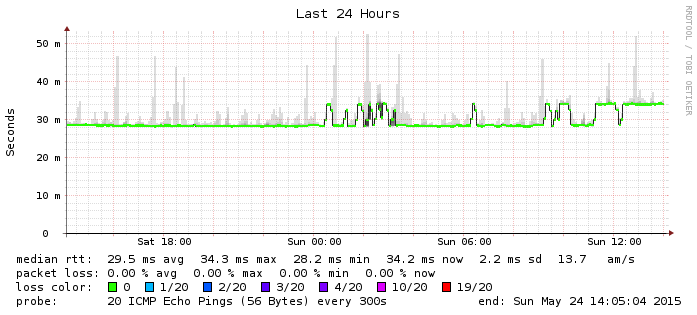 Last 24 Hours
RRDTOOL / TOBI OETIKER
Seconds
50 m
40 m
30 m
20 m
10 m
0
Sat 18:00 Sun 00:00 Sun 06:00 Sun 12:00
median rtt: 29.5 ms avg 34.3 ms max 28.2 ms min 34.2 ms now 2.2 ms sd 13.7 am/s
packet loss: 0.00 % avg 0.00 % max 0.00 % min 0.00 % now
loss color: 0 1/20 2/20 3/20 4/20 10/20 19/20
probe: 20 ICMP Echo Pings (56 Bytes) every 300s end: Sun May 24 14:05:04 2015